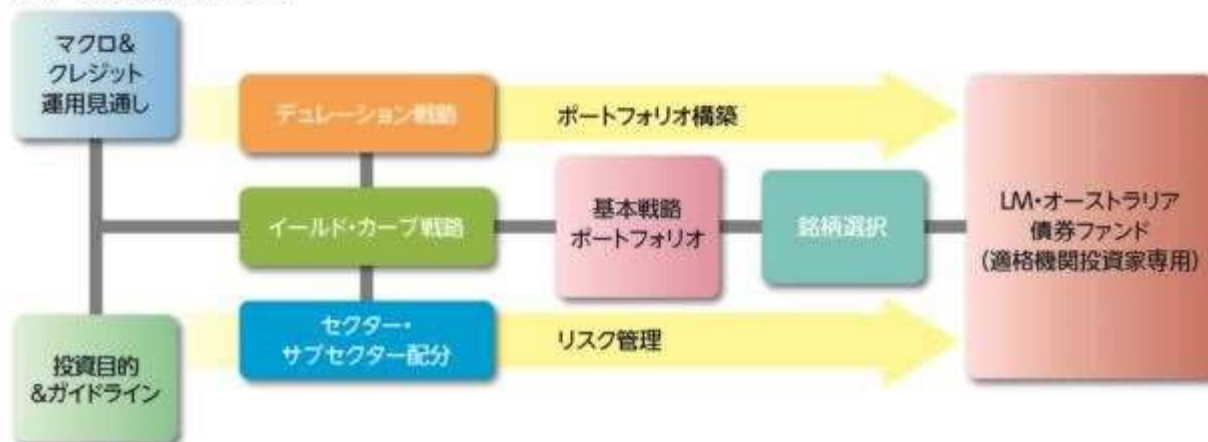 マクロ&
クレジット
運用見通し
デュレーション戦略
ポートフォリオ構築
イールド・カーブ戦略
基本戦略
ポートフォリオ
銘柄選択
LM・オーストラリア
債券ファンド
(適格機関投資家専用)
セクター・
サブセクター配分
リスク管理
投資目的
&ガイドライン